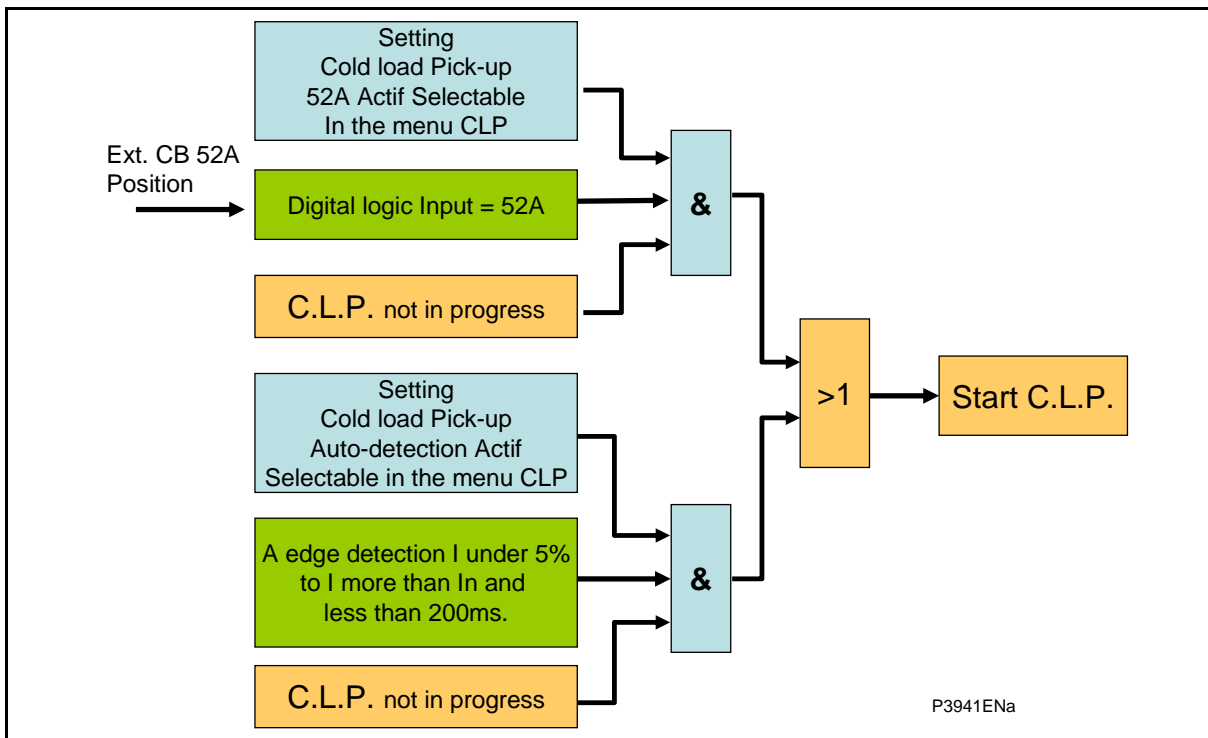 Setting
Cold load Pick-up
52A Actif Selectable
In the menu CLP
Ext. CB 52A
Position
Digital logic Input = 52A
&
C.L.P. not in progress
Setting
Cold load Pick-up
Auto-detection Actif
Selectable in the menu CLP
>1
Start C.L.P.
A edge detection I under 5%
to I more than In and
less than 200ms.
&
C.L.P. not in progress
P3941ENa